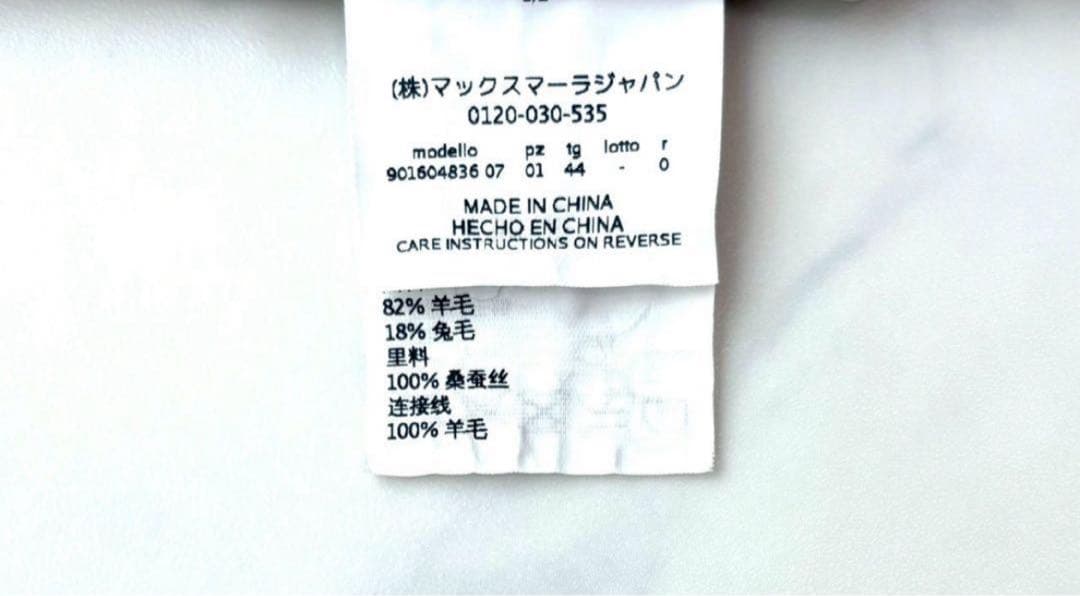 (株)マックスマーラジャパン
0120-030-535
modello pz tg lotto r
901604836 07 01 44 - 0
MADE IN CHINA
HECHO EN CHINA
CARE INSTRUCTIONS ON REVERSE
82% 羊毛
18% 兔毛
里料
100% 桑蚕丝
连接线
100% 羊毛